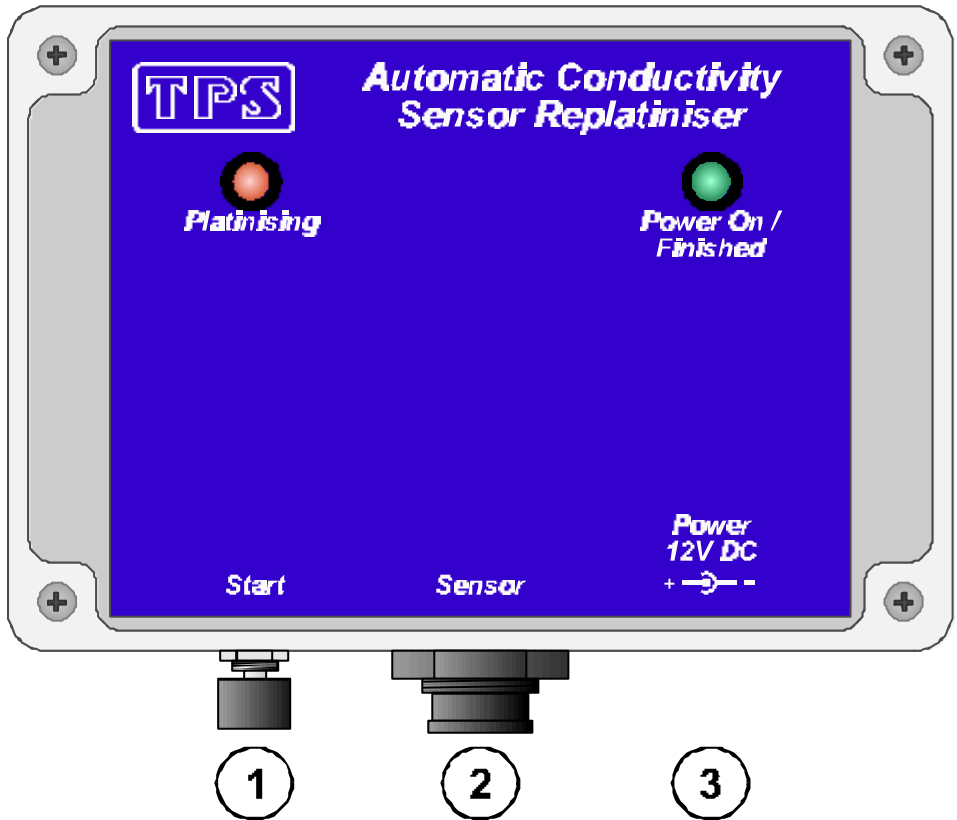 TPS
Automatic Conductivity
Sensor Replatiniser
Platinising
Power On /
Finished
Power
12V DC
+ -
Start
Sensor
1
2
3